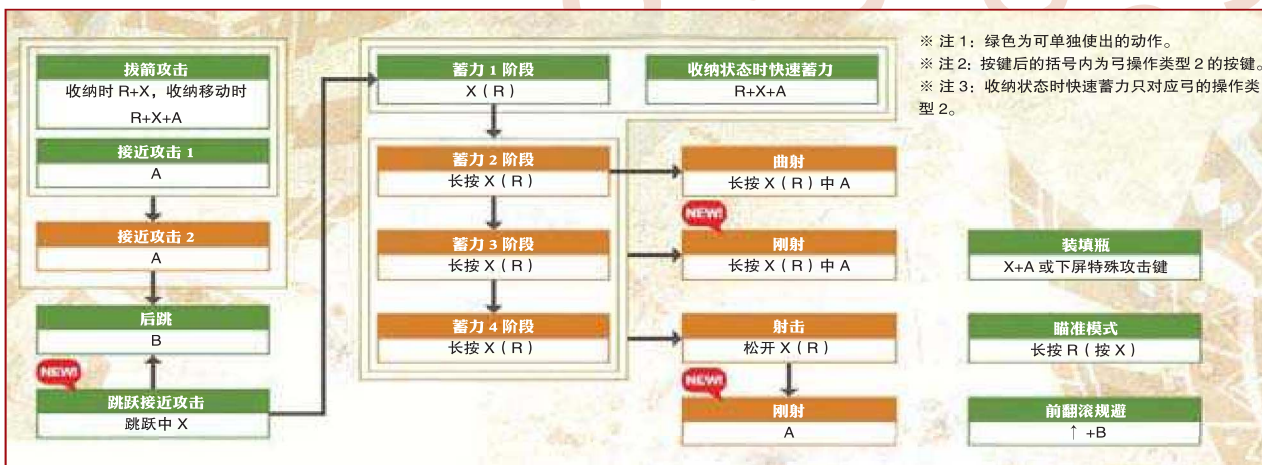 拔箭攻击
收纳时 R+X，收纳移动时
R+X+A
接近攻击 1
A
接近攻击 2
A
后跳
B
NEW!
跳跃接近攻击
跳跃中 X
蓄力 1 阶段
X（R）
收纳状态时快速蓄力
R+X+A
蓄力 2 阶段
长按 X（R）
曲射
长按 X（R）中 A
蓄力 3 阶段
长按 X（R）
NEW!
刚射
长按 X（R）中 A
蓄力 4 阶段
长按 X（R）
射击
松开 X（R）
NEW!
刚射
A
※ 注 1：绿色为可单独使出的动作。
※ 注 2：按键后的括号内为弓操作类型 2 的按键。
※ 注 3：收纳状态时快速蓄力只对应弓的操作类
型 2。
装填瓶
X+A 或下屏特殊攻击键
瞄准模式
长按 R（按 X）
前翻滚规避
↑ +B